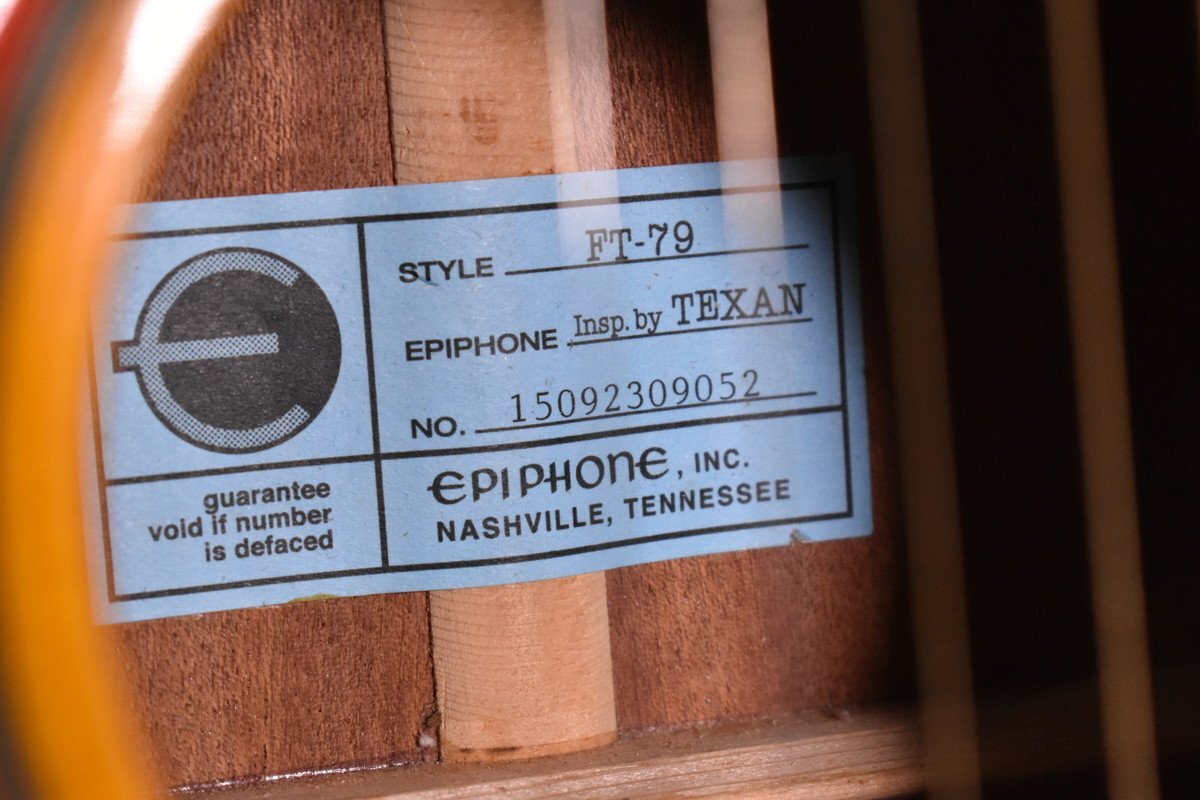 STYLE FT-79
EPIPHONE Insp. by TEXAN
NO. 15092309052
guarantee
void if number
is defaced
EPIPHONE, INC.
NASHVILLE, TENNESSEE